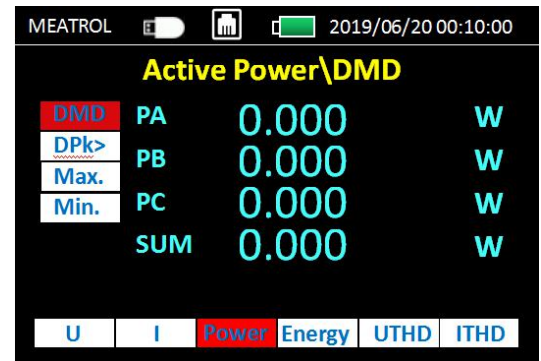 MEATROL 2019/06/20 00:10:00
Active Power\DMD
DMD PA 0.000 W
DPk> PB 0.000 W
Max.
Min. PC 0.000 W
SUM 0.000 W
U I Power Energy UTHD ITHD